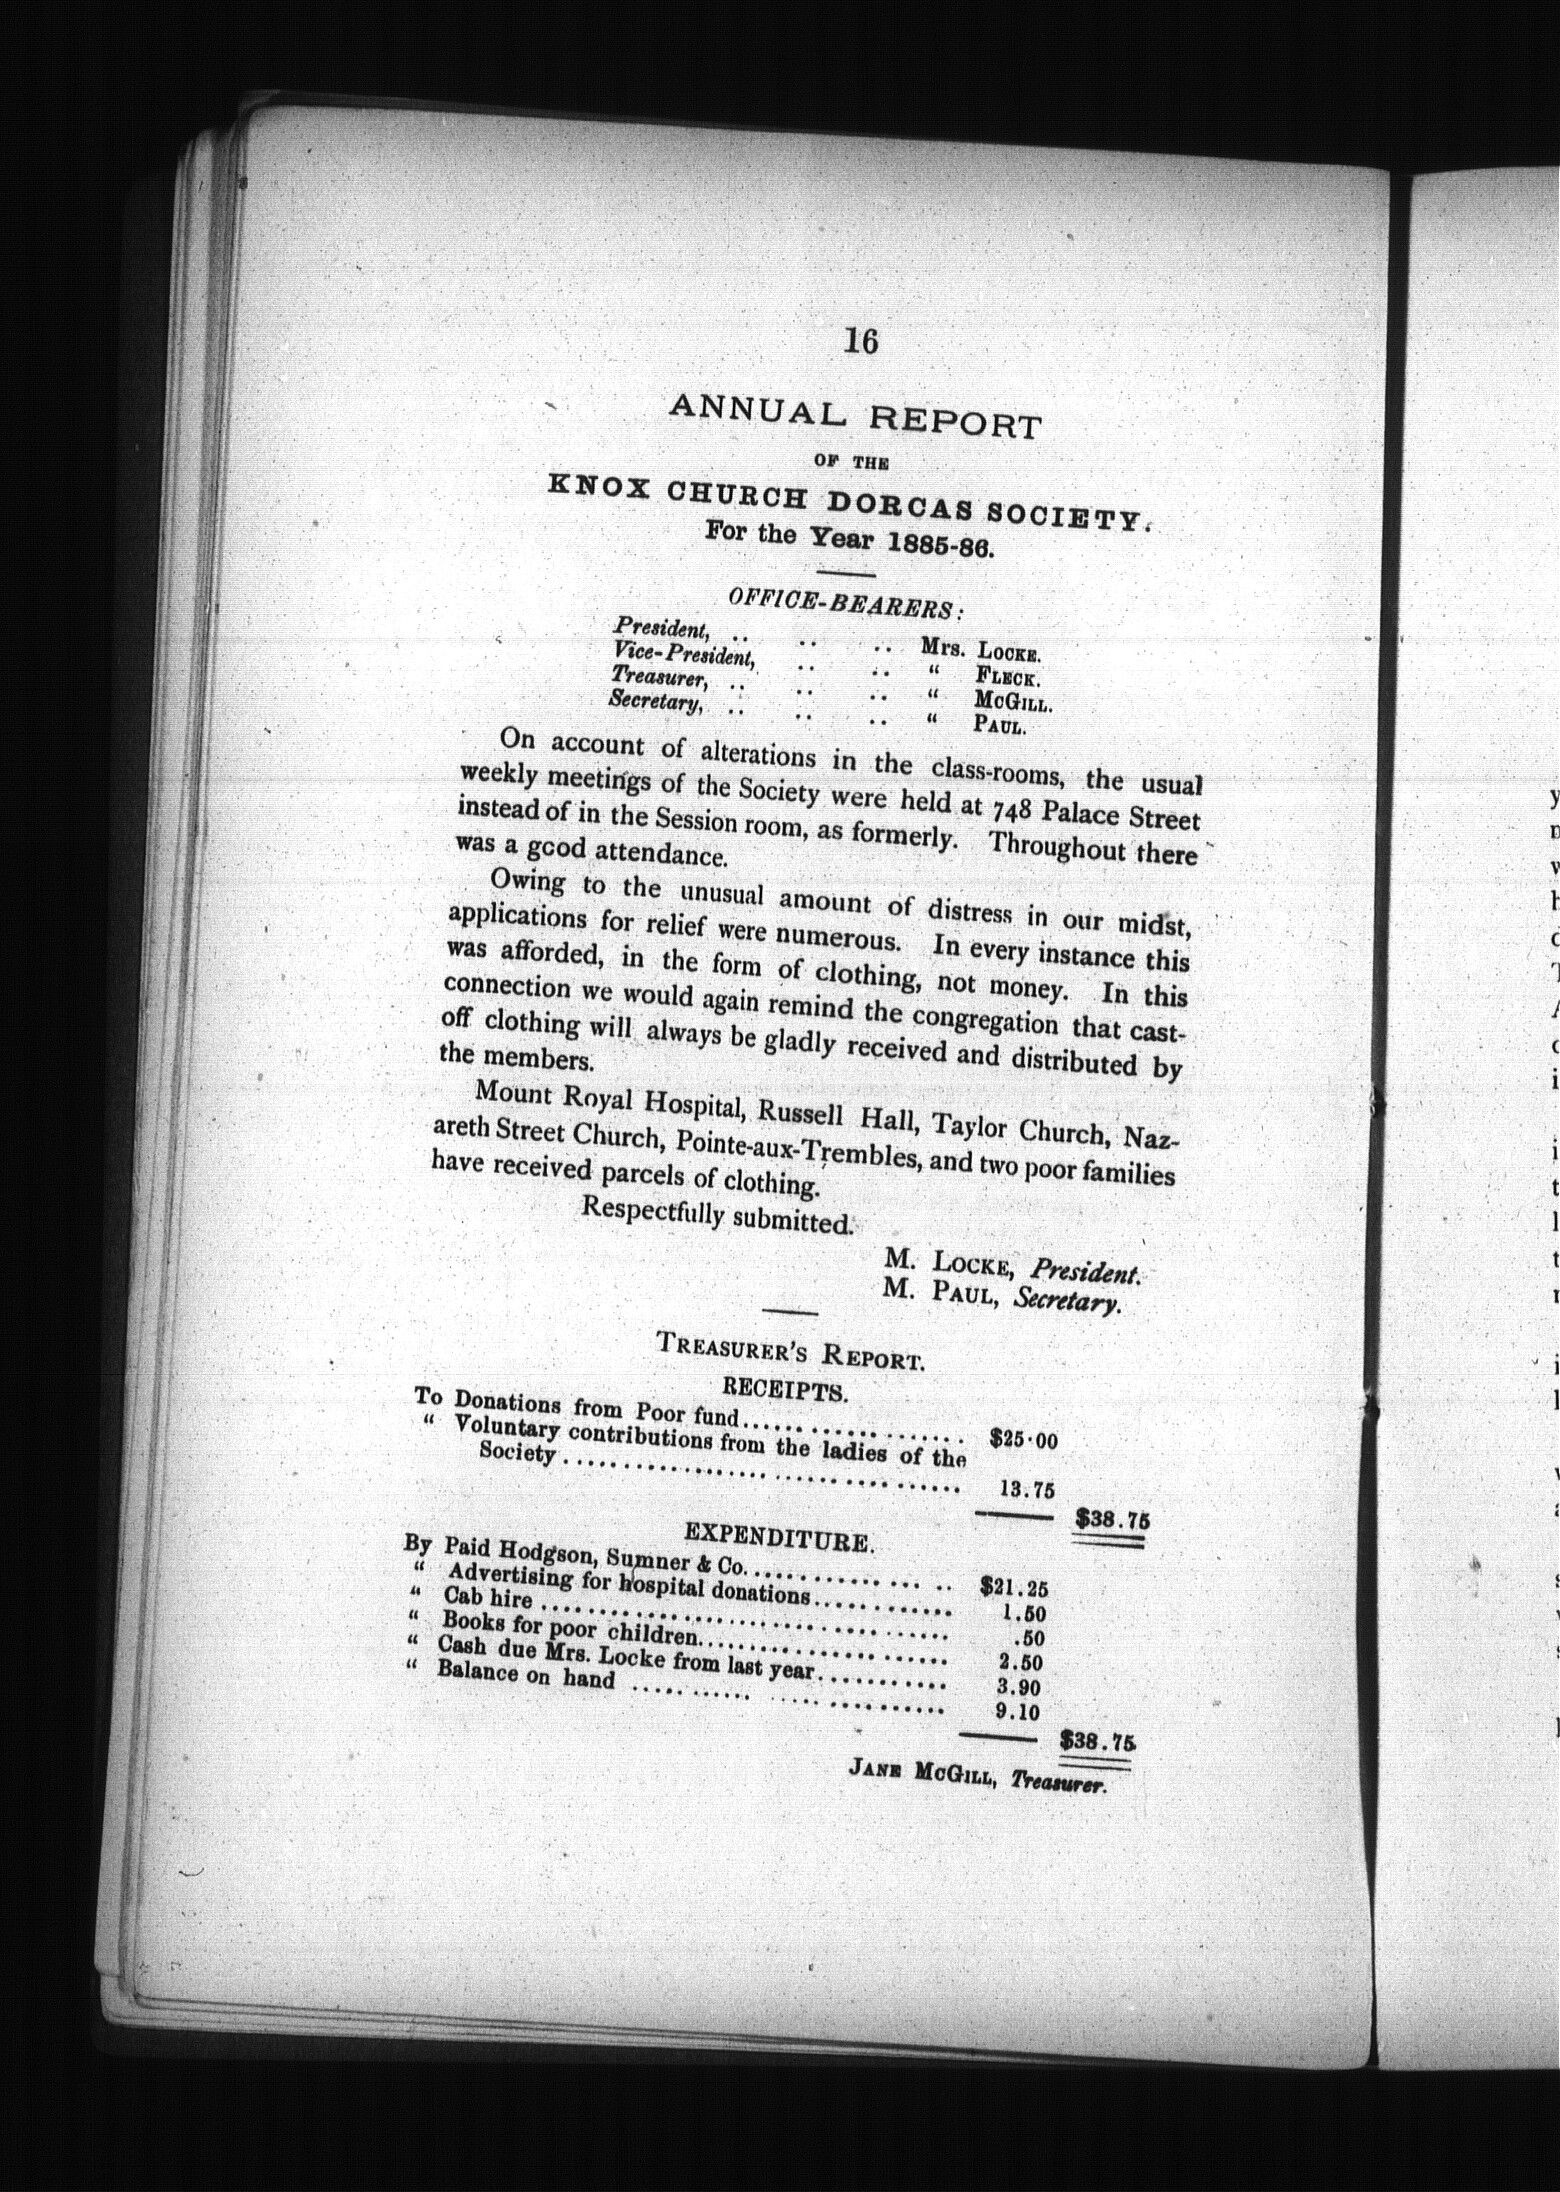 16
ANNUAL REPORT
OF THE
KNOX CHURCH DORCAS SOCIETY.
For the Year 1885-86.
OFFICE-BEARERS:
President, .. .. .. Mrs. LOCKE.
Vice-President, .. .. “ FLECK.
Treasurer, .. .. .. “ McGILL.
Secretary, .. .. .. “ PAUL.
On account of alterations in the class-rooms, the usual
weekly meetings of the Society were held at 748 Palace Street
instead of in the Session room, as formerly. Throughout there
was a good attendance.
Owing to the unusual amount of distress in our midst,
applications for relief were numerous. In every instance this
was afforded, in the form of clothing, not money. In this
connection we would again remind the congregation that cast-
off clothing will always be gladly received and distributed by
the members.
Mount Royal Hospital, Russell Hall, Taylor Church, Naz-
areth Street Church, Pointe-aux-Trembles, and two poor families
have received parcels of clothing.
Respectfully submitted.
M. LOCKE, President.
M. PAUL, Secretary.
TREASURER'S REPORT.
RECEIPTS.
To Donations from Poor fund........................ $25·00
“ Voluntary contributions from the ladies of the
Society........................................ 13.75
$38.75
EXPENDITURE.
By Paid Hodgson, Sumner & Co.................. $21.25
“ Advertising for hospital donations............ 1.50
“ Cab hire........................................ .50
“ Books for poor children........................ 2.50
“ Cash due Mrs. Locke from last year........... 3.90
“ Balance on hand .............................. 9.10
$38.75
JANE McGILL, Treasurer.